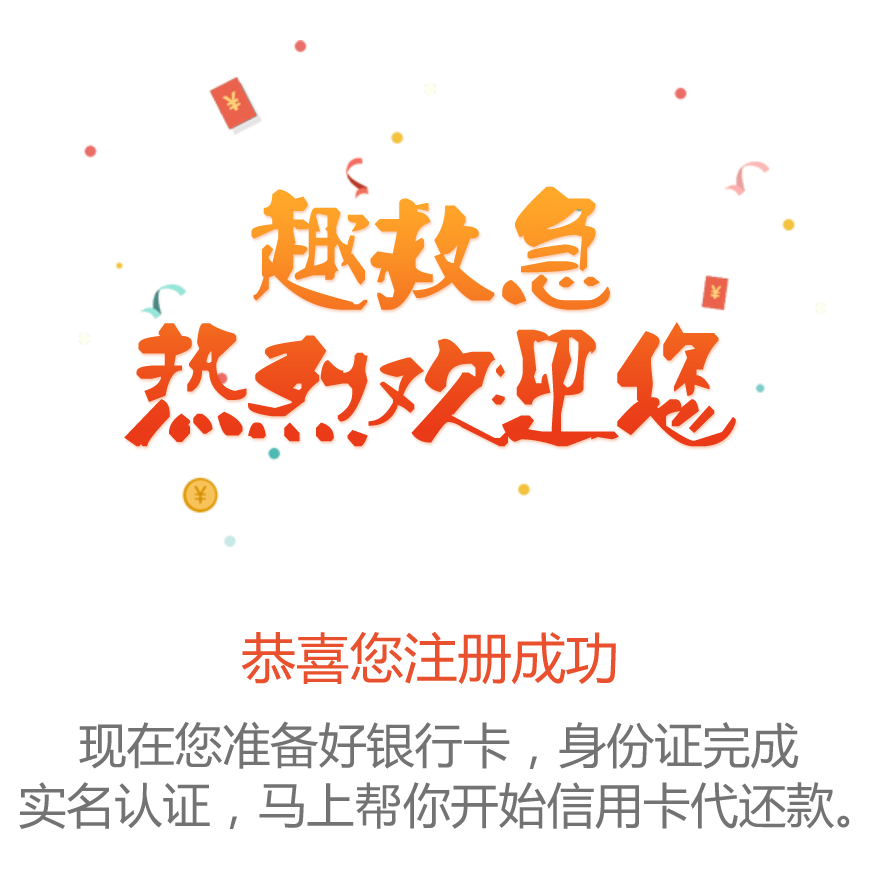 趣救急
热烈欢迎您
恭喜您注册成功
现在您准备好银行卡，身份证完成
实名认证，马上帮你开始信用卡代还款。